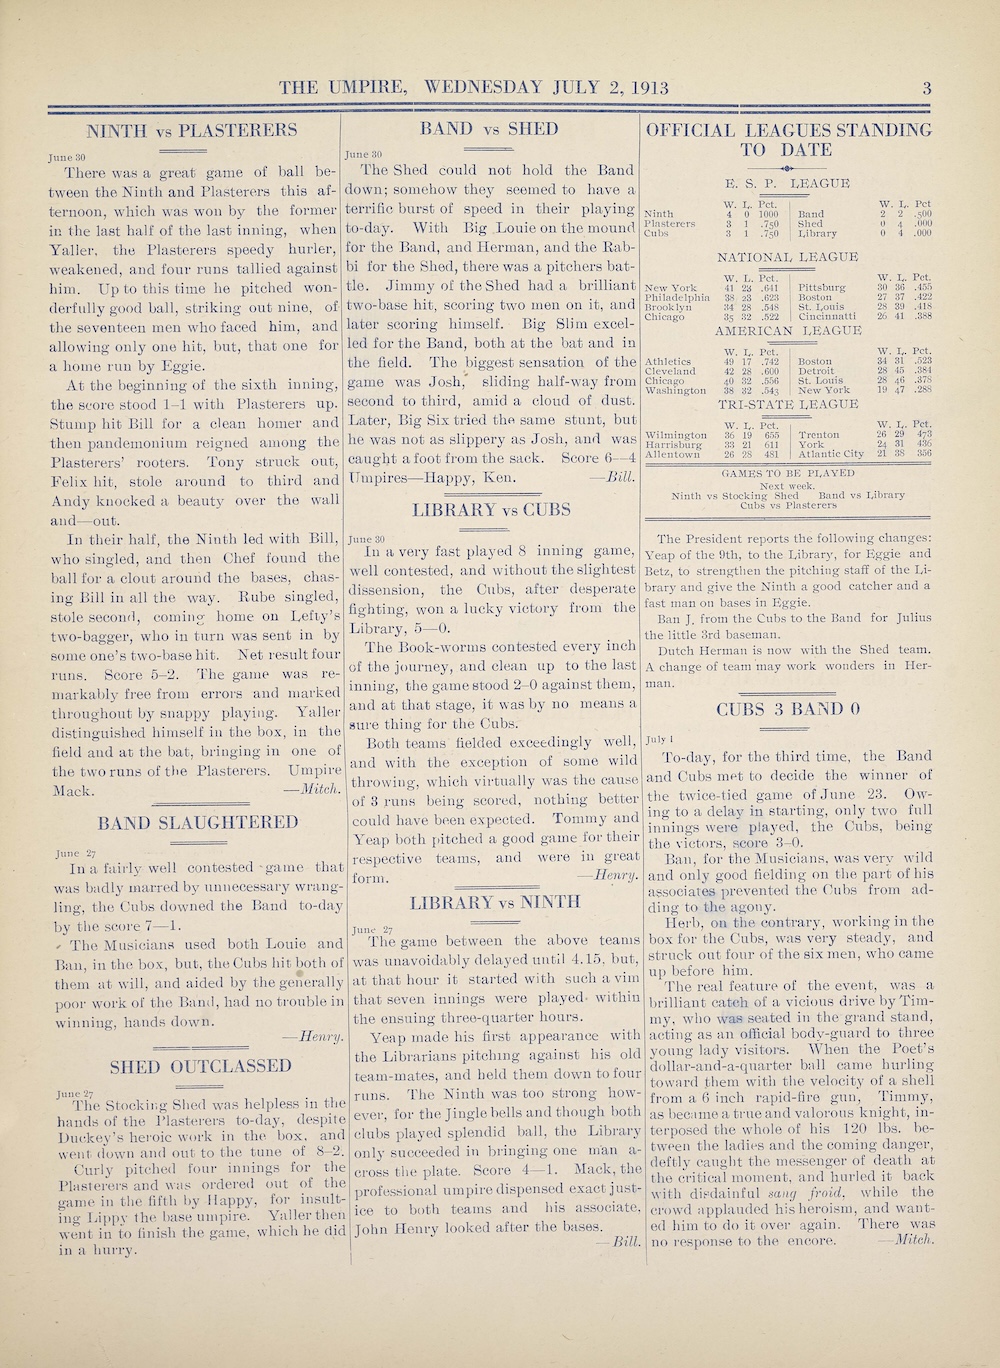 THE UMPIRE, WEDNESDAY JULY 2, 1913 3
NINTH vs PLASTERERS
June 30
There was a great game of ball be-
tween the Ninth and Plasterers this af-
ternoon, which was won by the former
in the last half of the last inning, when
Yaller, the Plasterers speedy hurler,
weakened, and four runs tallied against
him. Up to this time he pitched won-
derfully good ball, striking out nine, of
the seventeen men who faced him, and
allowing only one hit, but, that one for
a home run by Eggie.
At the beginning of the sixth inning,
the score stood 1-1 with Plasterers up.
Stump hit Bill for a clean homer and
then pandemonium reigned among the
Plasterers' rooters. Tony struck out,
Felix hit, stole around to third and
Andy knocked a beauty over the wall
and—out.
In their half, the Ninth led with Bill,
who singled, and then Chef found the
ball for a clout around the bases, chas-
ing Bill in all the way. Rube singled,
stole second, coming home on Lefty's
two-bagger, who in turn was sent in by
some one's two-base hit. Net result four
runs. Score 5-2. The game was re-
markably free from errors and marked
throughout by snappy playing. Yaller
distinguished himself in the box, in the
field and at the bat, bringing in one of
the two runs of the Plasterers. Umpire
Mack. —Mitch.
BAND SLAUGHTERED
June 27
In a fairly well contested game that
was badly marred by unnecessary wrang-
ling, the Cubs downed the Band to-day
by the score 7—1.
The Musicians used both Louie and
Ban, in the box, but, the Cubs hit both of
them at will, and aided by the generally
poor work of the Band, had no trouble in
winning, hands down.
—Henry.
SHED OUTCLASSED
June 27
The Stocking Shed was helpless in the
hands of the Plasterers to-day, despite
Duckey's heroic work in the box, and
went down and out to the tune of 8-2.
Curly pitched four innings for the
Plasterers and was ordered out of the
game in the fifth by Happy, for insult-
ing Lippy the base umpire. Yaller then
went in to finish the game, which he did
in a hurry.
BAND vs SHED
June 30
The Shed could not hold the Band
down; somehow they seemed to have a
terrific burst of speed in their playing
to-day. With Big Louie on the mound
for the Band, and Herman, and the Rab-
bi for the Shed, there was a pitchers bat-
tle. Jimmy of the Shed had a brilliant
two-base hit, scoring two men on it, and
later scoring himself. Big Slim excel-
led for the Band, both at the bat and in
the field. The biggest sensation of the
game was Josh, sliding half-way from
second to third, amid a cloud of dust.
Later, Big Six tried the same stunt, but
he was not as slippery as Josh, and was
caught a foot from the sack. Score 6—4
Umpires—Happy, Ken. —Bill.
LIBRARY vs CUBS
June 30
In a very fast played 8 inning game,
well contested, and without the slightest
dissension, the Cubs, after desperate
fighting, won a lucky victory from the
Library, 5—0.
The Book-worms contested every inch
of the journey, and clean up to the last
inning, the game stood 2-0 against them,
and at that stage, it was by no means a
sure thing for the Cubs.
Both teams fielded exceedingly well,
and with the exception of some wild
throwing, which virtually was the cause
of 3 runs being scored, nothing better
could have been expected. Tommy and
Yeap both pitched a good game for their
respective teams, and were in great
form. —Henry.
LIBRARY vs NINTH
June 27
The game between the above teams
was unavoidably delayed until 4.15. but,
at that hour it started with such a vim
that seven innings were played within
the ensuing three-quarter hours.
Yeap made his first appearance with
the Librarians pitching against his old
team-mates, and held them down to four
runs. The Ninth was too strong how-
ever, for the Jingle bells and though both
clubs played splendid ball, the Library
only succeeded in bringing one man a-
cross the plate. Score 4—1. Mack, the
professional umpire dispensed exact just-
ice to both teams and his associate,
John Henry looked after the bases.
—Bill.
OFFICIAL LEAGUES STANDING
TO DATE
E. S. P. LEAGUE
W. L. Pct. W. L. Pct
Ninth 4 0 1000 Band 2 2 .500
Plasterers 3 1 .750 Shed 0 4 .000
Cubs 3 1 .750 Library 0 4 .000
NATIONAL LEAGUE
W. L. Pct. W. L. Pct.
New York 41 23 .641 Pittsburg 30 36 .455
Philadelphia 38 23 .623 Boston 27 37 .422
Brooklyn 34 28 .548 St. Louis 28 39 .418
Chicago 35 32 .522 Cincinnatti 26 41 .388
AMERICAN LEAGUE
W. L. Pct. W. L. Pct.
Athletics 49 17 .742 Boston 34 31 .523
Cleveland 42 28 .600 Detroit 28 45 .384
Chicago 40 32 .556 St. Louis 28 46 .378
Washington 38 32 .543 New York 19 47 .288
TRI-STATE LEAGUE
W. L. Pct. W. L. Pct.
Wilmington 36 19 655 Trenton 26 29 473
Harrisburg 33 21 611 York 24 31 436
Allentown 26 28 481 Atlantic City 21 38 356
GAMES TO BE PLAYED
Next week.
Ninth vs Stocking Shed Band vs Library
Cubs vs Plasterers
The President reports the following changes:
Yeap of the 9th, to the Library, for Eggie and
Betz, to strengthen the pitching staff of the Li-
brary and give the Ninth a good catcher and a
fast man on bases in Eggie.
Ban J. from the Cubs to the Band for Julius
the little 3rd baseman.
Dutch Herman is now with the Shed team.
A change of team may work wonders in Her-
man.
CUBS 3 BAND 0
July 1
To-day, for the third time, the Band
and Cubs met to decide the winner of
the twice-tied game of June 23. Ow-
ing to a delay in starting, only two full
innings were played, the Cubs, being
the victors, score 3-0.
Ban, for the Musicians, was very wild
and only good fielding on the part of his
associates prevented the Cubs from ad-
ding to the agony.
Herb, on the contrary, working in the
box for the Cubs, was very steady, and
struck out four of the six men, who came
up before him.
The real feature of the event, was a
brilliant catch of a vicious drive by Tim-
my, who was seated in the grand stand,
acting as an official body-guard to three
young lady visitors. When the Poet's
dollar-and-a-quarter ball came hurling
toward them with the velocity of a shell
from a 6 inch rapid-fire gun, Timmy,
as became a true and valorous knight, in-
terposed the whole of his 120 lbs. be-
tween the ladies and the coming danger,
deftly caught the messenger of death at
the critical moment, and hurled it back
with disdainful sang froid, while the
crowd applauded his heroism, and want-
ed him to do it over again. There was
no response to the encore. —Mitch.